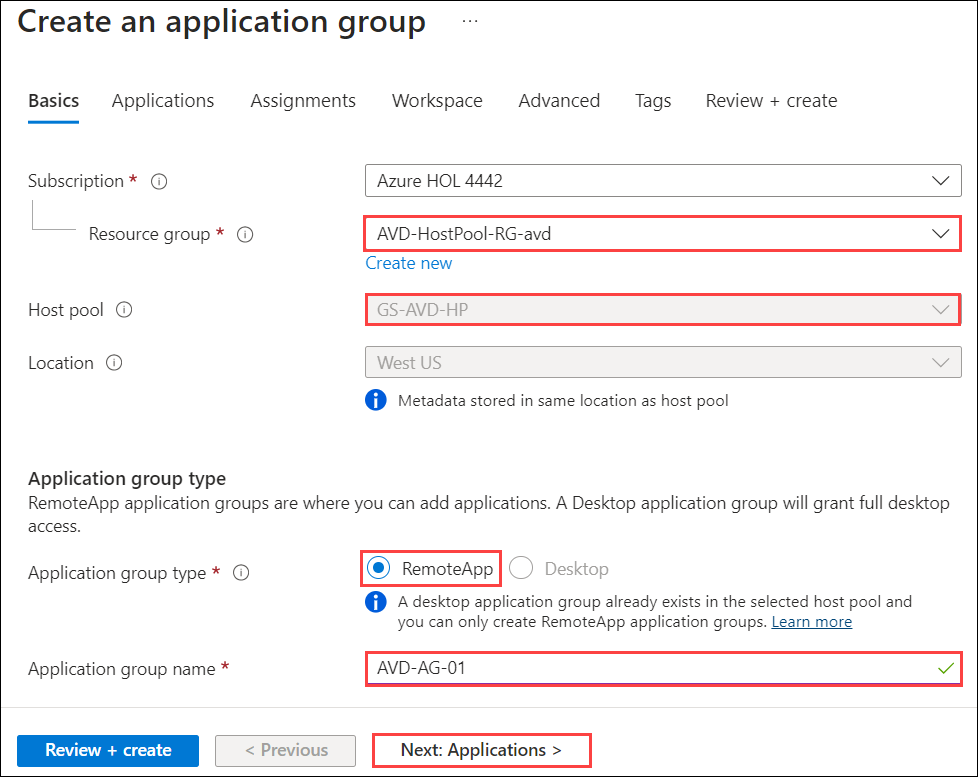 Create an application group ...
Basics Applications Assignments Workspace Advanced Tags Review + create
Subscription * Azure HOL 4442
Resource group * AVD-HostPool-RG-avd
Create new
Host pool GS-AVD-HP
Location West US
Metadata stored in same location as host pool
Application group type
RemoteApp application groups are where you can add applications. A Desktop application group will grant full desktop
access.
Application group type * RemoteApp Desktop
A desktop application group already exists in the selected host pool and
you can only create RemoteApp application groups. Learn more
Application group name * AVD-AG-01
Review + create < Previous Next: Applications >